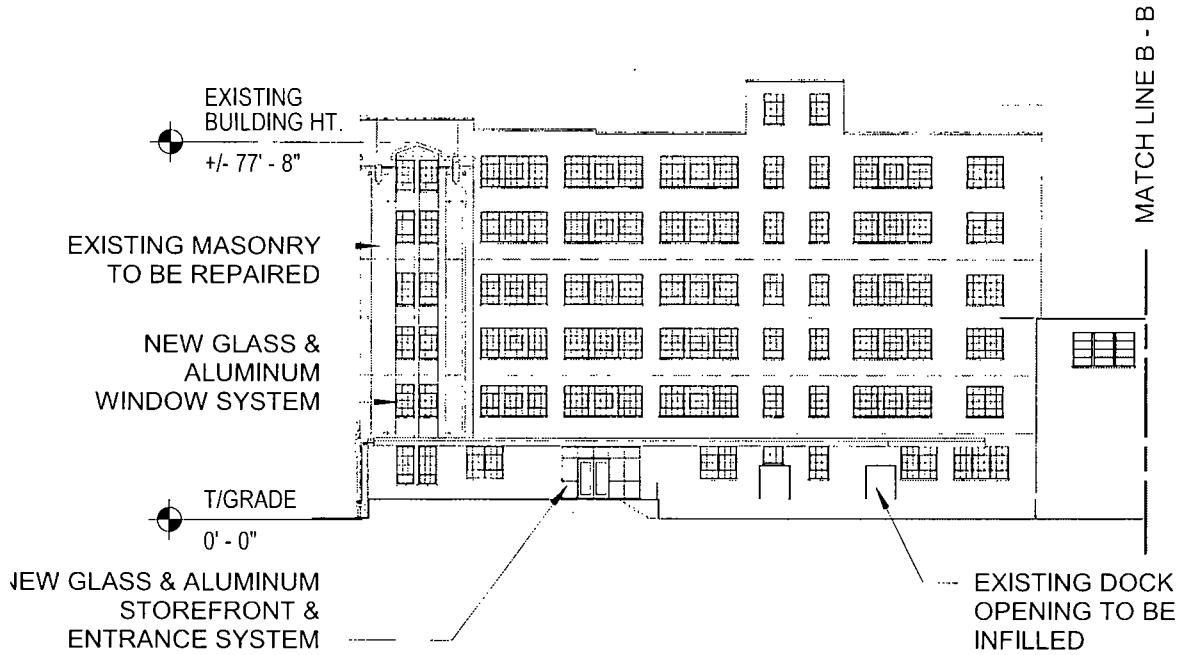 MATCH LINE B - B
EXISTING
BUILDING HT.
+/- 77' - 8"
EXISTING MASONRY
TO BE REPAIRED
NEW GLASS &
ALUMINUM
WINDOW SYSTEM
T/GRADE
0' - 0"
NEW GLASS & ALUMINUM
STOREFRONT &
ENTRANCE SYSTEM
EXISTING DOCK
OPENING TO BE
INFILLED